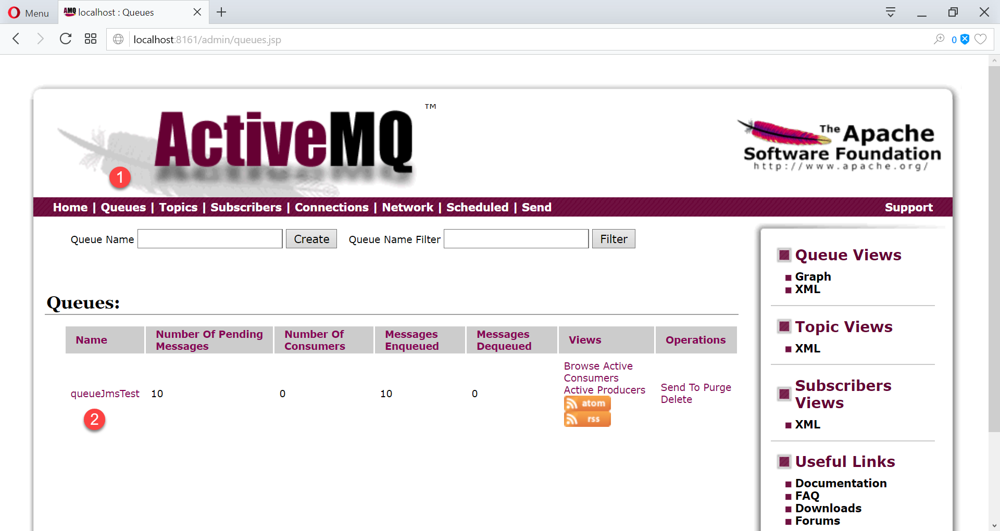 Menu
AMQ localhost : Queues
localhost:8161/admin/queues.jsp
0
ActiveMQ
TM
The Apache
Software Foundation
http://www.apache.org/
1
Home | Queues | Topics | Subscribers | Connections | Network | Scheduled | Send
Support
Queue Name
Create
Queue Name Filter
Filter
Queues:
Name
Number Of Pending
Messages
Number Of
Consumers
Messages
Enqueued
Messages
Dequeued
Views
Operations
queueJmsTest
10
0
10
0
Browse Active
Consumers
Active Producers
atom
rss
Send To Purge
Delete
2
Queue Views
Graph
XML
Topic Views
XML
Subscribers
Views
XML
Useful Links
Documentation
FAQ
Downloads
Forums